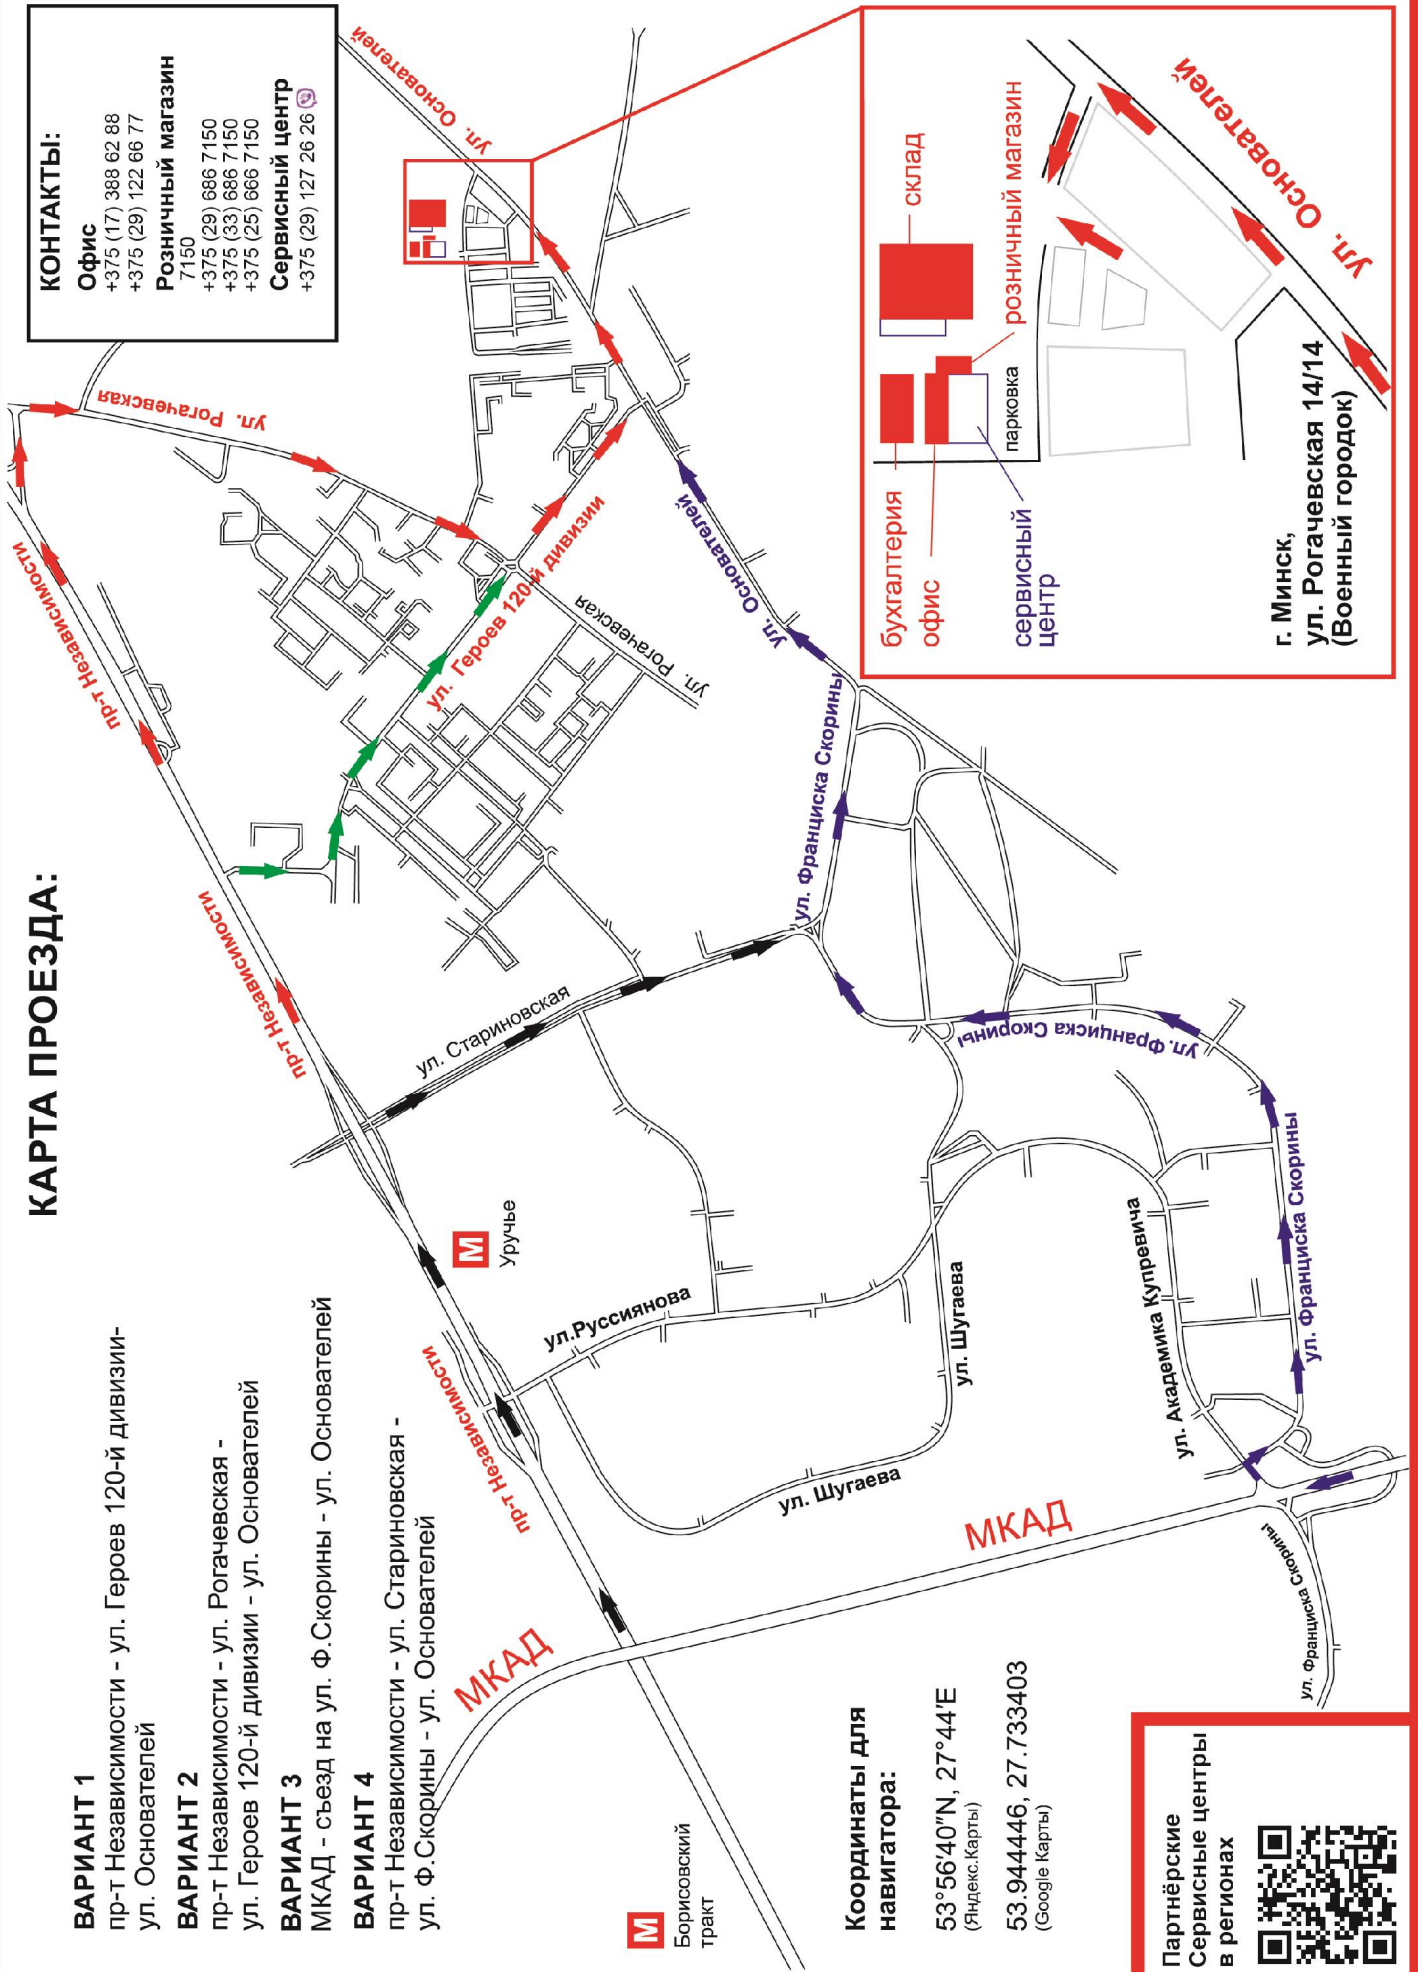 КАРТА ПРОЕЗДА:
ВАРИАНТ 1
пр-т Независимости - ул. Героев 120-й дивизии-
ул. Основателей
ВАРИАНТ 2
пр-т Независимости - ул. Рогачевская -
ул. Героев 120-й дивизии - ул. Основателей
ВАРИАНТ 3
МКАД - съезд на ул. Ф.Скорины - ул. Основателей
ВАРИАНТ 4
пр-т Независимости - ул. Стариновская -
ул. Ф.Скорины - ул. Основателей
КОНТАКТЫ:
Офис
+375 (17) 388 62 88
+375 (29) 122 66 77
Розничный магазин
7150
+375 (29) 686 7150
+375 (33) 686 7150
+375 (25) 666 7150
Сервисный центр
+375 (29) 127 26 26
пр-т Независимости
пр-т Независимости
пр-т Независимости
ул. Рогачевская
ул. Основателей
ул. Героев 120-й дивизии
ул. Рогачевская
ул. Стариновская
М
Уручье
ул.Руссиянова
МКАД
М
Борисовский
тракт
ул. Основателей
ул. Франциска Скорины
ул. Франциска Скорины
ул. Шугаева
ул. Шугаева
МКАД
ул. Академика Купревича
ул. Франциска Скорины
ул. Франциска Скорины
Франциска Скорины
Координаты для
навигатора:
53°56'40"N, 27°44'E
(Яндекс.Карты)
53.944446, 27.733403
(Google Карты)
бухгалтерия
офис
сервисный
центр
парковка
склад
розничный магазин
ул. Основателей
г. Минск,
ул. Рогачевская 14/14
(Военный городок)
Партнёрские
Сервисные центры
в регионах